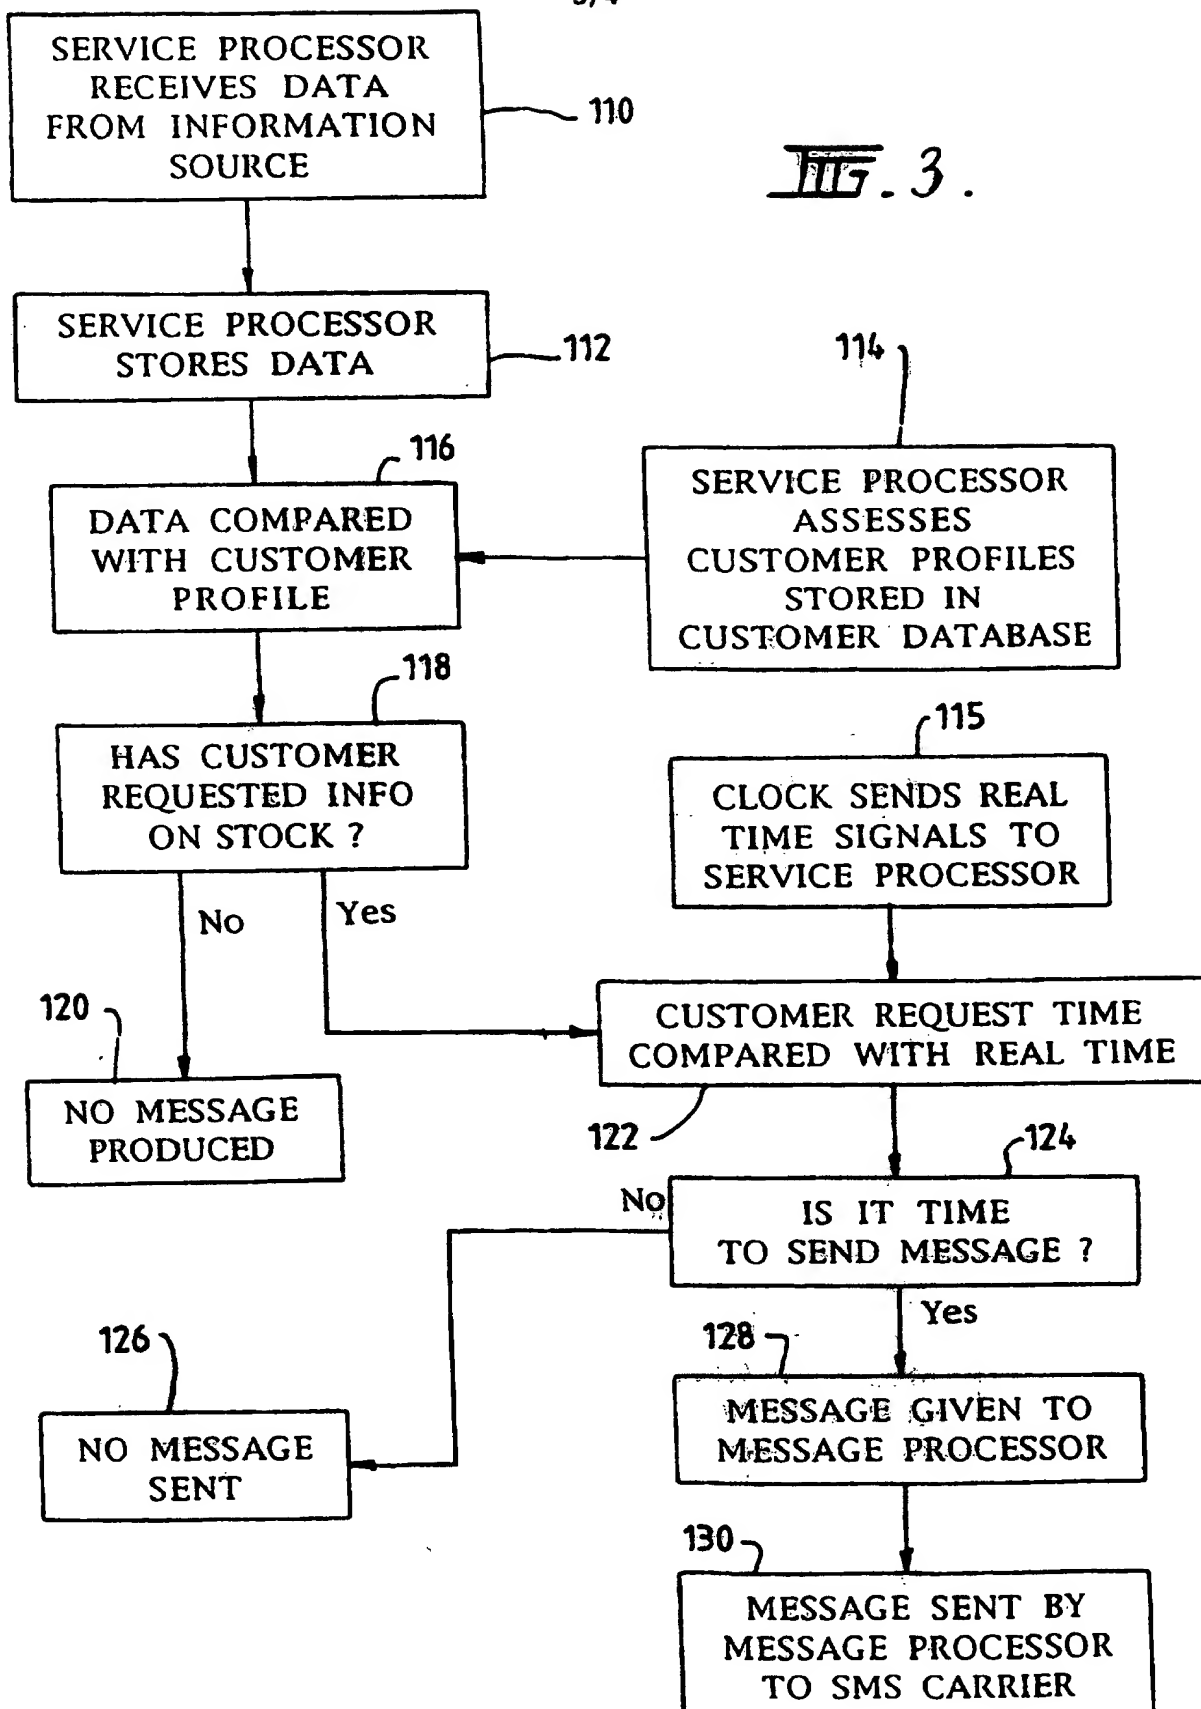 SERVICE PROCESSOR
RECEIVES DATA
FROM INFORMATION
SOURCE
110
FIG. 3.
SERVICE PROCESSOR
STORES DATA
112
114
116
DATA COMPARED
WITH CUSTOMER
PROFILE
SERVICE PROCESSOR
ASSESSES
CUSTOMER PROFILES
STORED IN
CUSTOMER DATABASE
118
HAS CUSTOMER
REQUESTED INFO
ON STOCK ?
115
CLOCK SENDS REAL
TIME SIGNALS TO
SERVICE PROCESSOR
No
Yes
120
NO MESSAGE
PRODUCED
CUSTOMER REQUEST TIME
COMPARED WITH REAL TIME
122
124
No
IS IT TIME
TO SEND MESSAGE ?
Yes
126
NO MESSAGE
SENT
128
MESSAGE GIVEN TO
MESSAGE PROCESSOR
130
MESSAGE SENT BY
MESSAGE PROCESSOR
TO SMS CARRIER